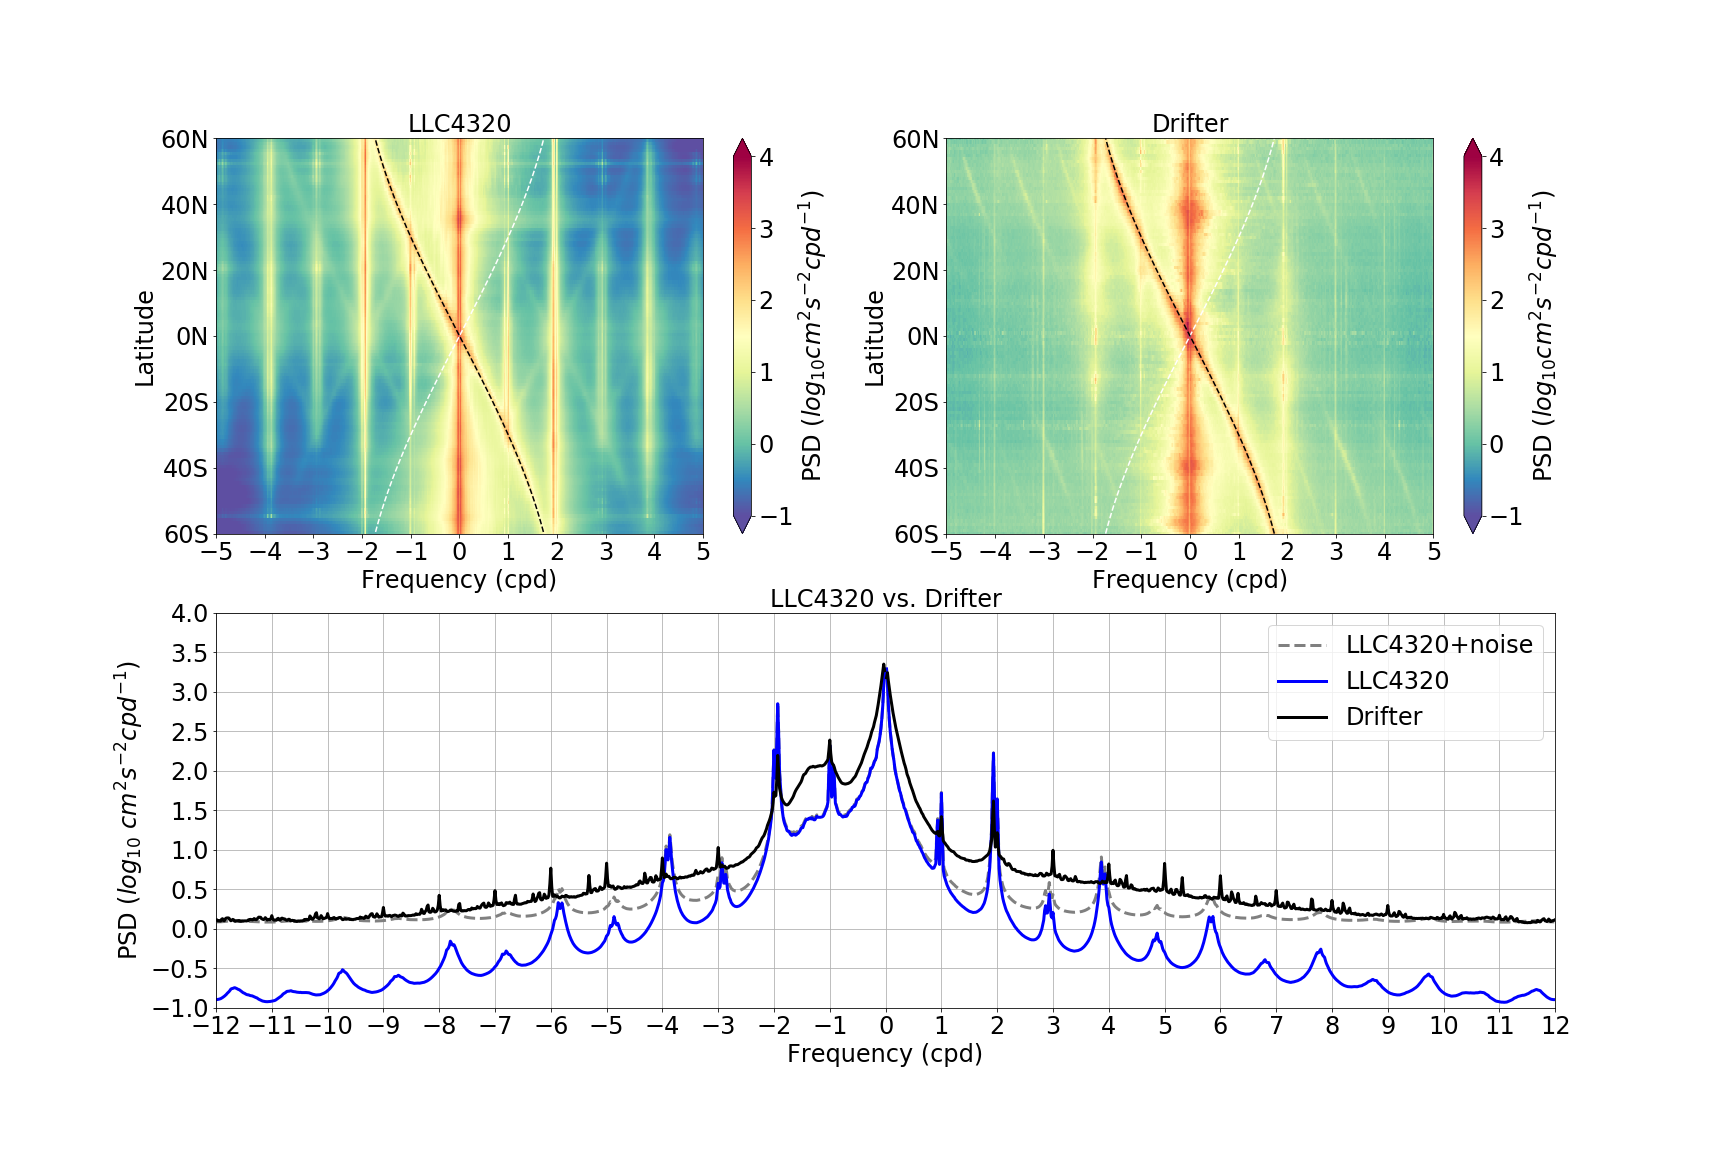 LLC4320
60N
40N
20N
0N
20S
40S
60S
Latitude
−5 −4 −3 −2 −1 0 1 2 3 4 5
Frequency (cpd)
4
3
2
1
0
−1
PSD (log₁₀cm²s⁻²cpd⁻¹)
Drifter
60N
40N
20N
0N
20S
40S
60S
Latitude
−5 −4 −3 −2 −1 0 1 2 3 4 5
Frequency (cpd)
4
3
2
1
0
−1
PSD (log₁₀cm²s⁻²cpd⁻¹)
LLC4320 vs. Drifter
4.0
3.5
3.0
2.5
2.0
1.5
1.0
0.5
0.0
−0.5
−1.0
PSD (log₁₀ cm²s⁻²cpd⁻¹)
LLC4320+noise
LLC4320
Drifter
−12 −11 −10 −9 −8 −7 −6 −5 −4 −3 −2 −1 0 1 2 3 4 5 6 7 8 9 10 11 12
Frequency (cpd)